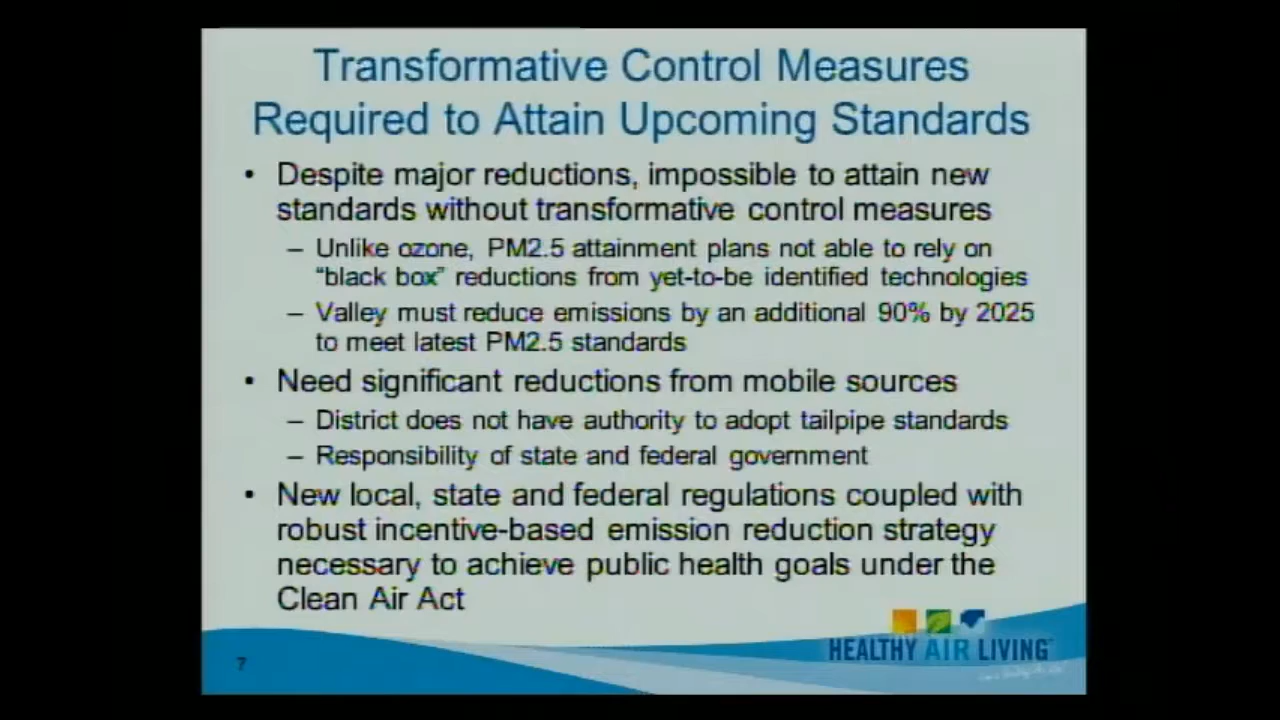 Transformative Control Measures
Required to Attain Upcoming Standards
• Despite major reductions, impossible to attain new
standards without transformative control measures
– Unlike ozone, PM2.5 attainment plans not able to rely on
“black box” reductions from yet-to-be identified technologies
– Valley must reduce emissions by an additional 90% by 2025
to meet latest PM2.5 standards
• Need significant reductions from mobile sources
– District does not have authority to adopt tailpipe standards
– Responsibility of state and federal government
• New local, state and federal regulations coupled with
robust incentive-based emission reduction strategy
necessary to achieve public health goals under the
Clean Air Act
HEALTHY AIR LIVING
7